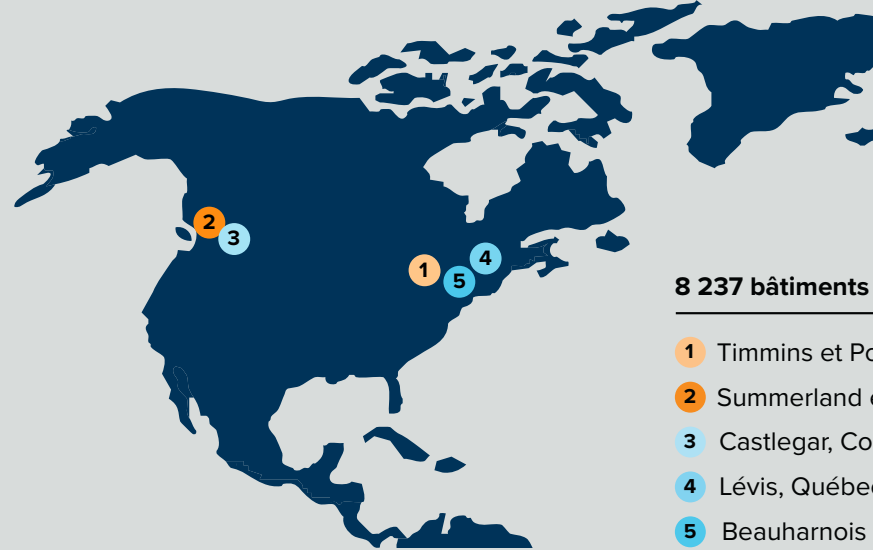 2
3
4
1
5
8 237 bâtiments
1 Timmins et Po
2 Summerland e
3 Castlegar, Co
4 Lévis, Québec
5 Beauharnois